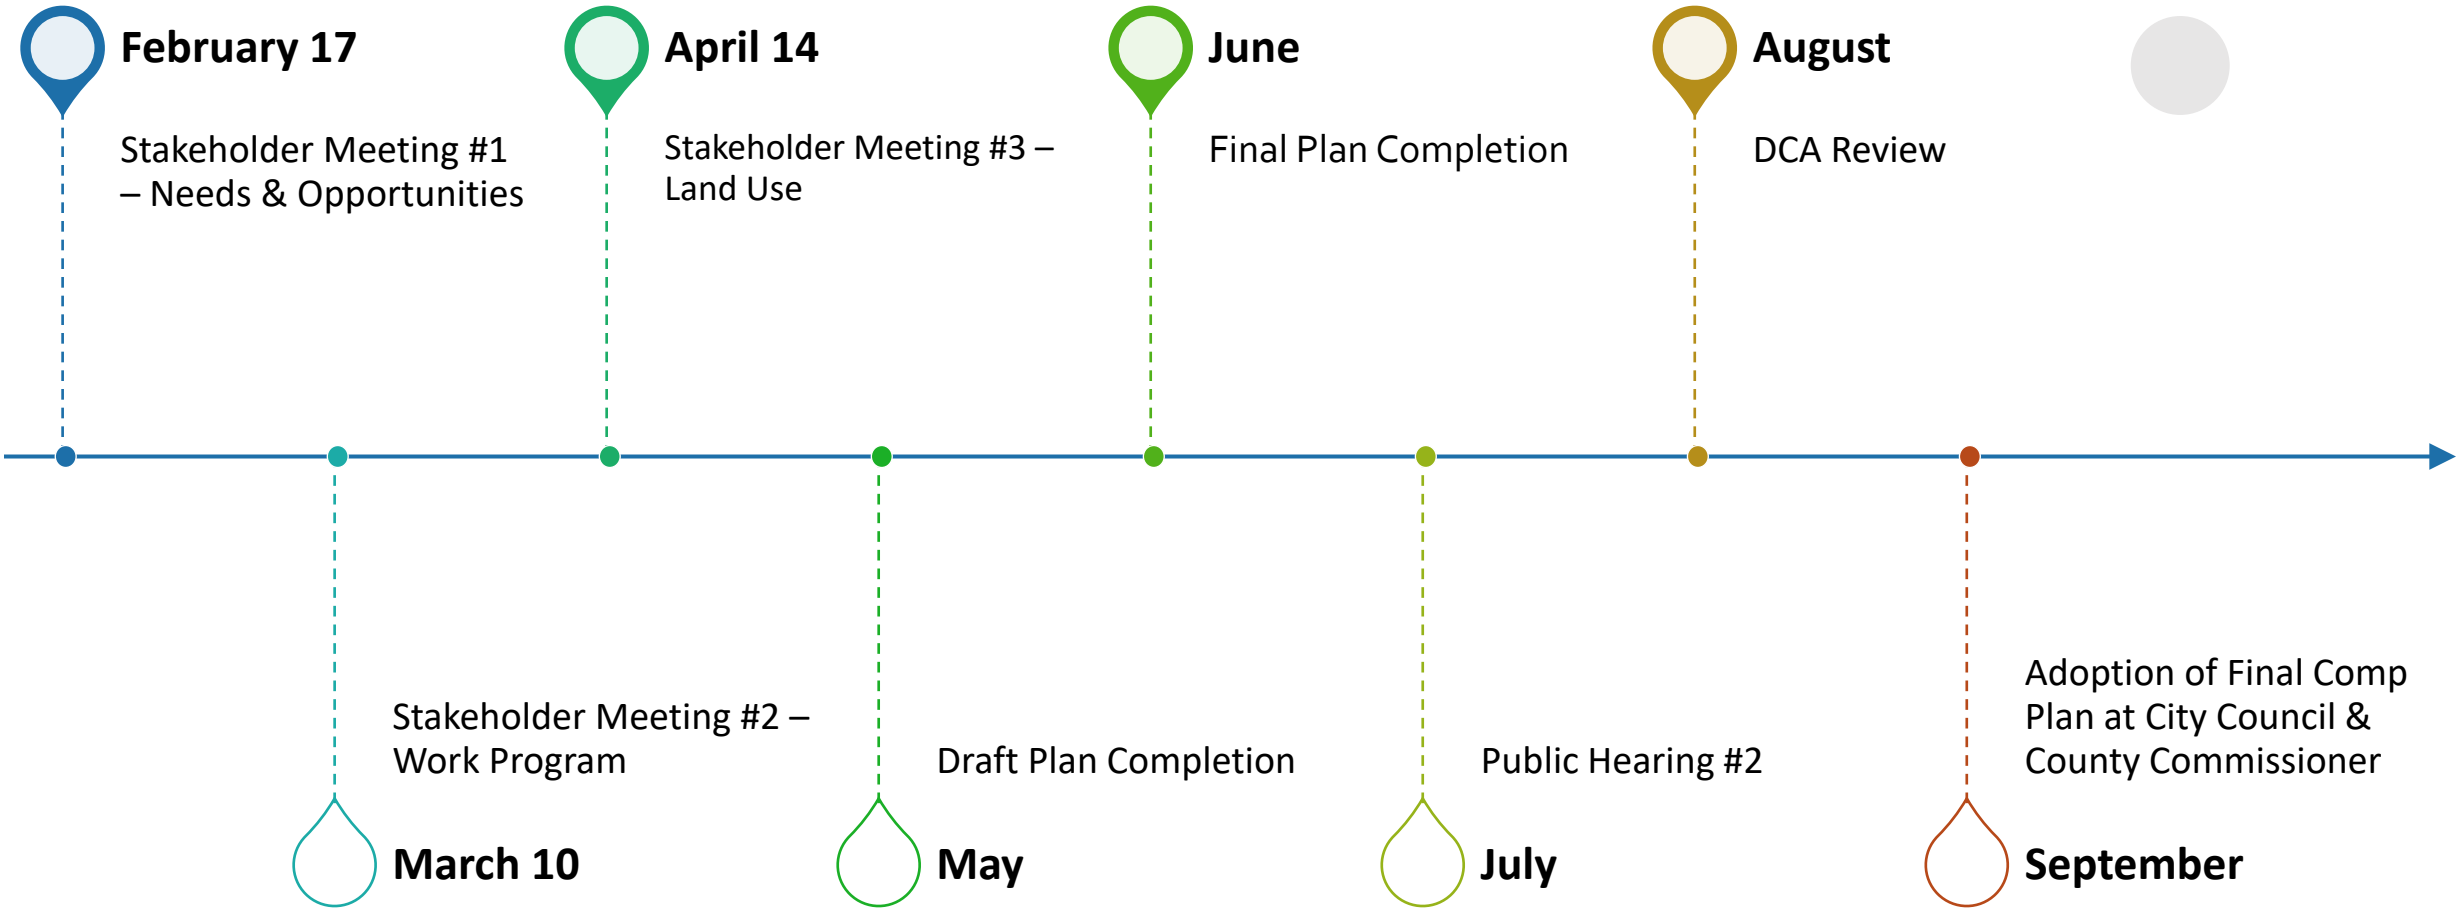 February 17
Stakeholder Meeting #1
– Needs & Opportunities
April 14
Stakeholder Meeting #3 –
Land Use
June
Final Plan Completion
August
DCA Review
Stakeholder Meeting #2 –
Work Program
March 10
Draft Plan Completion
May
Public Hearing #2
July
Adoption of Final Comp
Plan at City Council &
County Commissioner
September